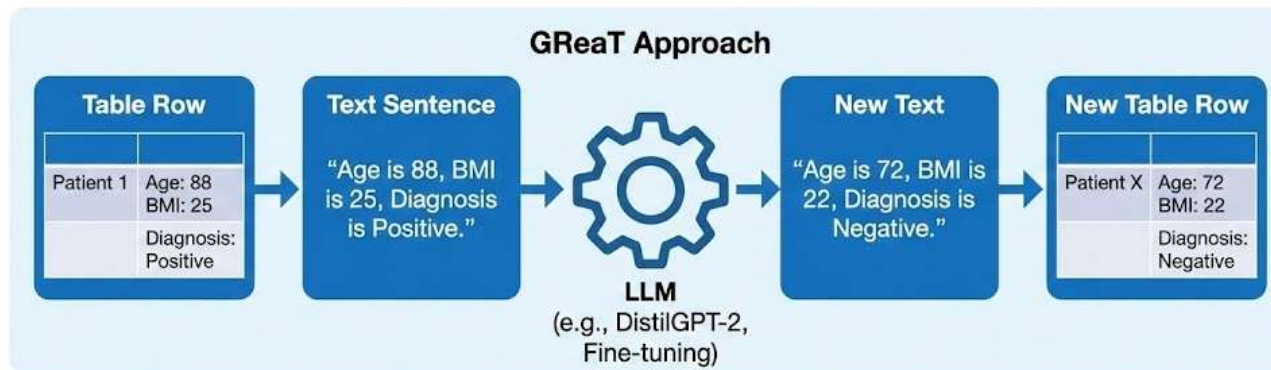 GReaT Approach
Table Row
Patient 1
Age: 88
BMI: 25
Diagnosis:
Positive
Text Sentence
“Age is 88, BMI
is 25, Diagnosis
is Positive.”
LLM
(e.g., DistilGPT-2,
Fine-tuning)
New Text
“Age is 72, BMI is
22, Diagnosis is
Negative.”
New Table Row
Patient X
Age: 72
BMI: 22
Diagnosis:
Negative